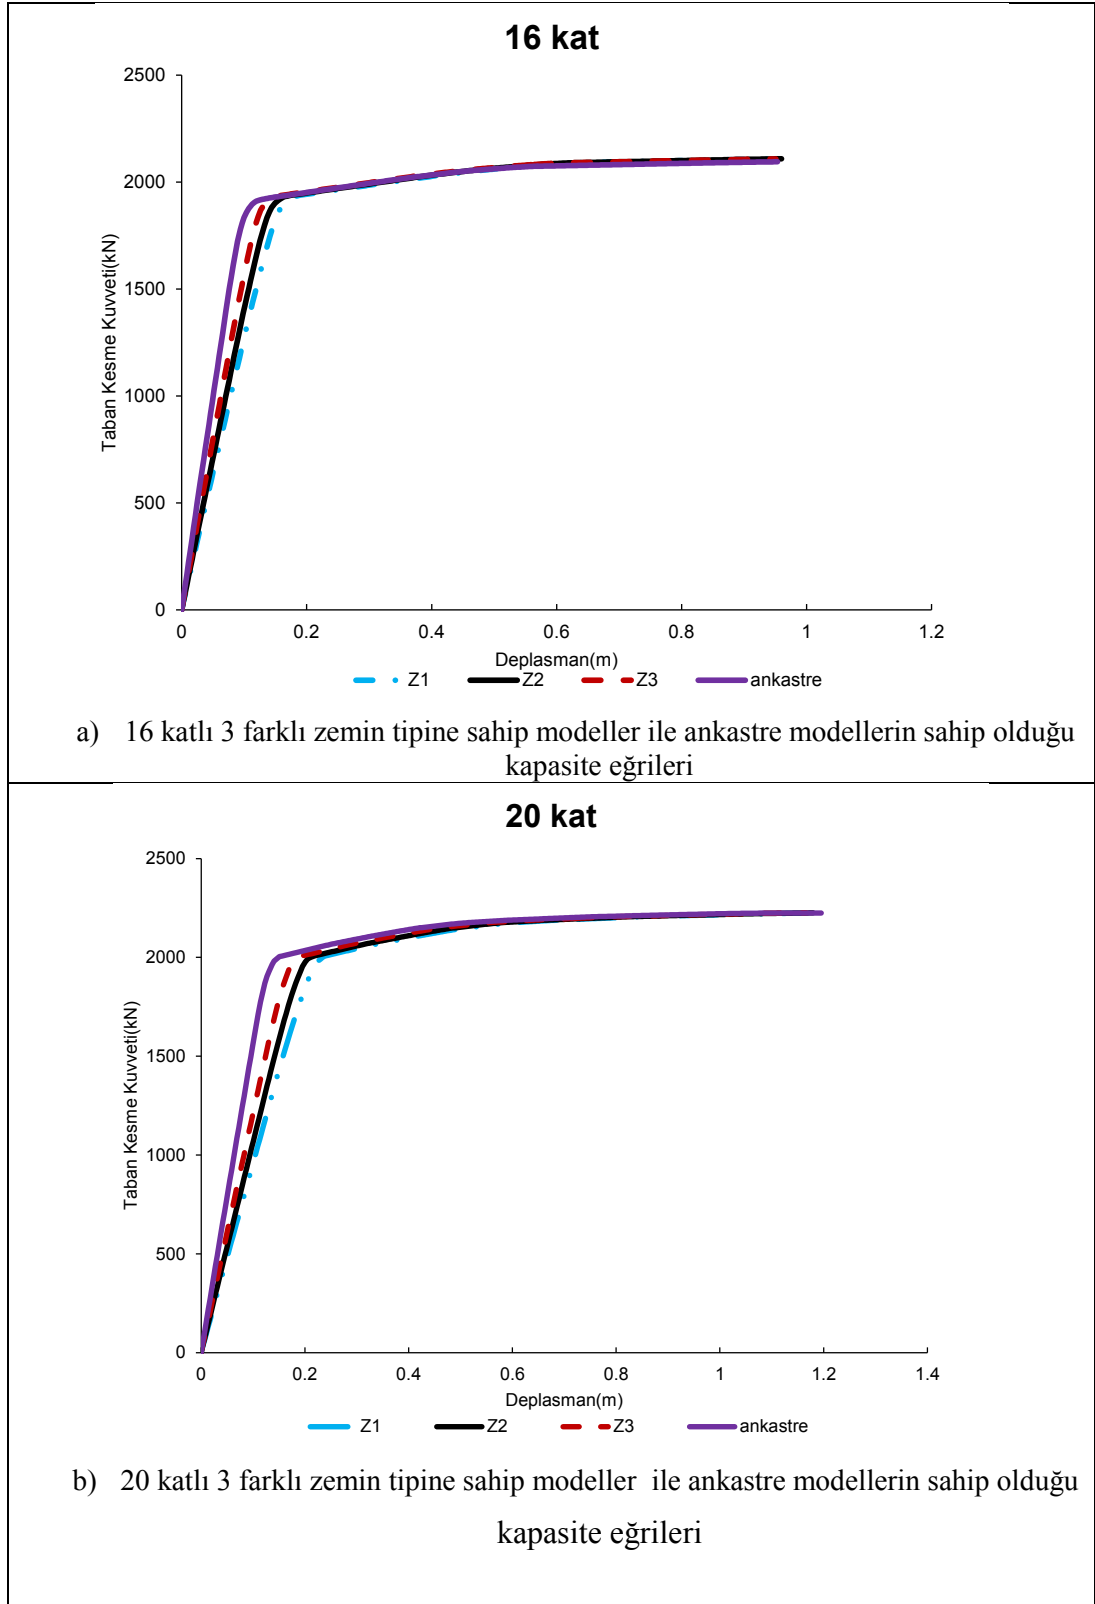 16 kat
2500
2000
1500
1000
500
0
Taban Kesme Kuvveti(kN)
0 0.2 0.4 0.6 0.8 1 1.2
Deplasman(m)
Z1 Z2 Z3 ankastre
a) 16 katlı 3 farklı zemin tipine sahip modeller ile ankastre modellerin sahip olduğu
kapasite eğrileri
20 kat
2500
2000
1500
1000
500
0
Taban Kesme Kuvveti(kN)
0 0.2 0.4 0.6 0.8 1 1.2 1.4
Deplasman(m)
Z1 Z2 Z3 ankastre
b) 20 katlı 3 farklı zemin tipine sahip modeller ile ankastre modellerin sahip olduğu
kapasite eğrileri